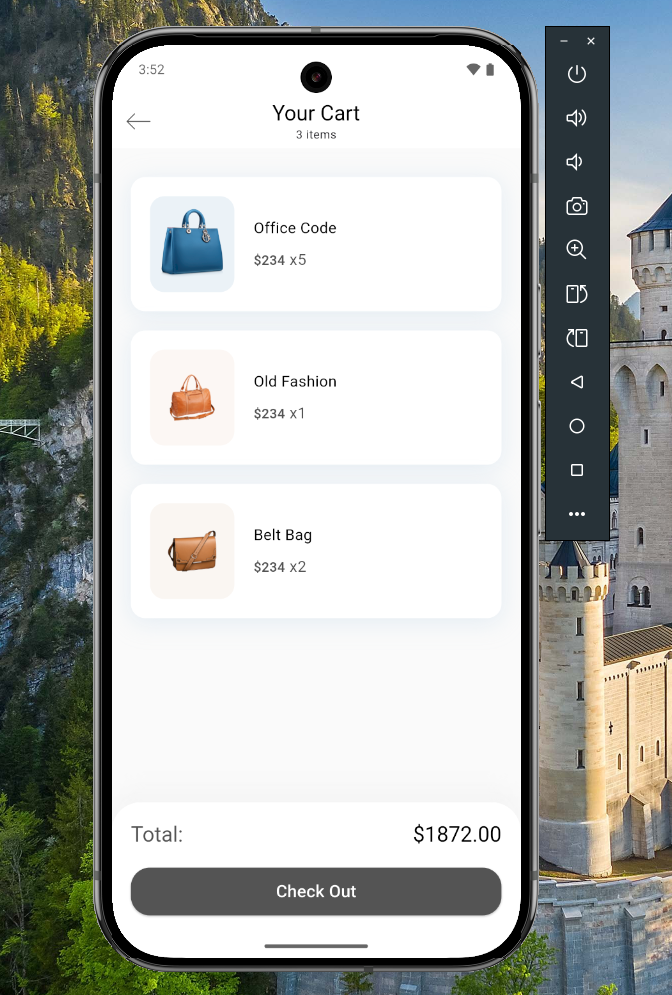 3:52
Your Cart
3 items
Office Code
$234 x5
Old Fashion
$234 x1
Belt Bag
$234 x2
Total: $1872.00
Check Out